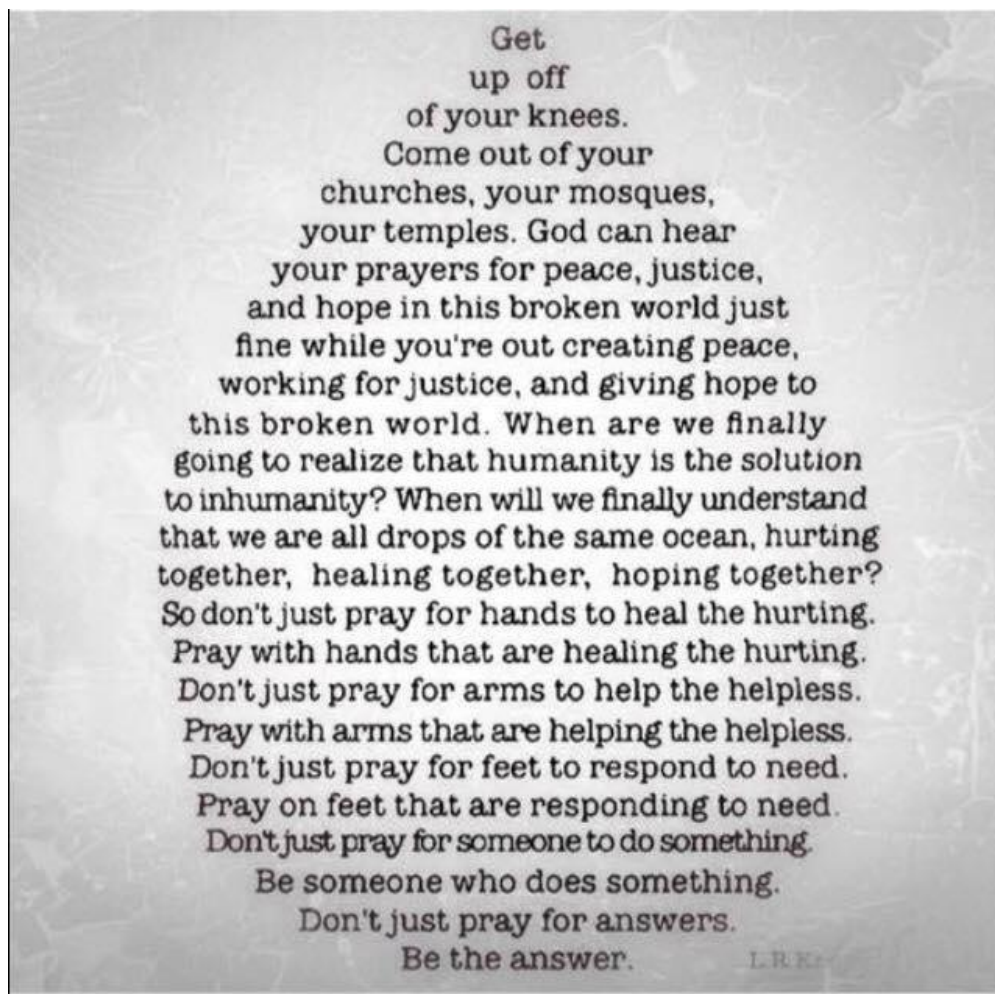 Get
up off
of your knees.
Come out of your
churches, your mosques,
your temples. God can hear
your prayers for peace, justice,
and hope in this broken world just
fine while you're out creating peace,
working for justice, and giving hope to
this broken world. When are we finally
going to realize that humanity is the solution
to inhumanity? When will we finally understand
that we are all drops of the same ocean, hurting
together, healing together, hoping together?
So don't just pray for hands to heal the hurting.
Pray with hands that are healing the hurting.
Don't just pray for arms to help the helpless.
Pray with arms that are helping the helpless.
Don't just pray for feet to respond to need.
Pray on feet that are responding to need.
Don't just pray for someone to do something.
Be someone who does something.
Don't just pray for answers.
Be the answer.
L.R.